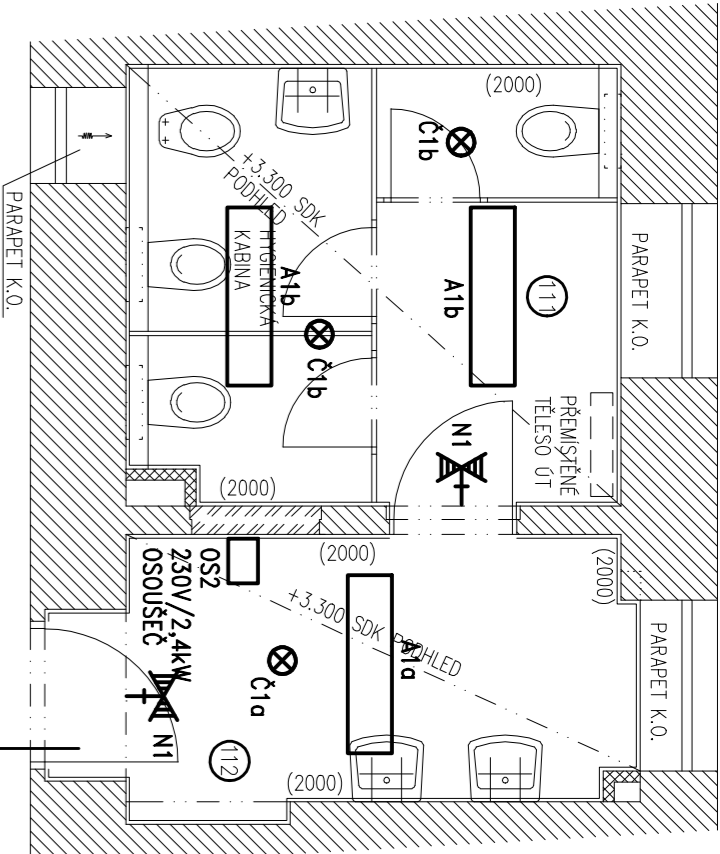 (2000)
Č1b
+3.300 SDK
PODHLED
HYGIENICKÁ
KABINA
A1b
Č1b
A1b
111
PARAPET K.O.
PARAPET K.O.
PŘEMÍSTĚNÉ
TĚLESO ÚT
N1
(2000)
(2000)
(2000)
OS2
230V/2,4kW
OSOUŠEČ
+3.300 SDK PODHLED
A1a
Č1a
N1
112
(2000)
PARAPET K.O.